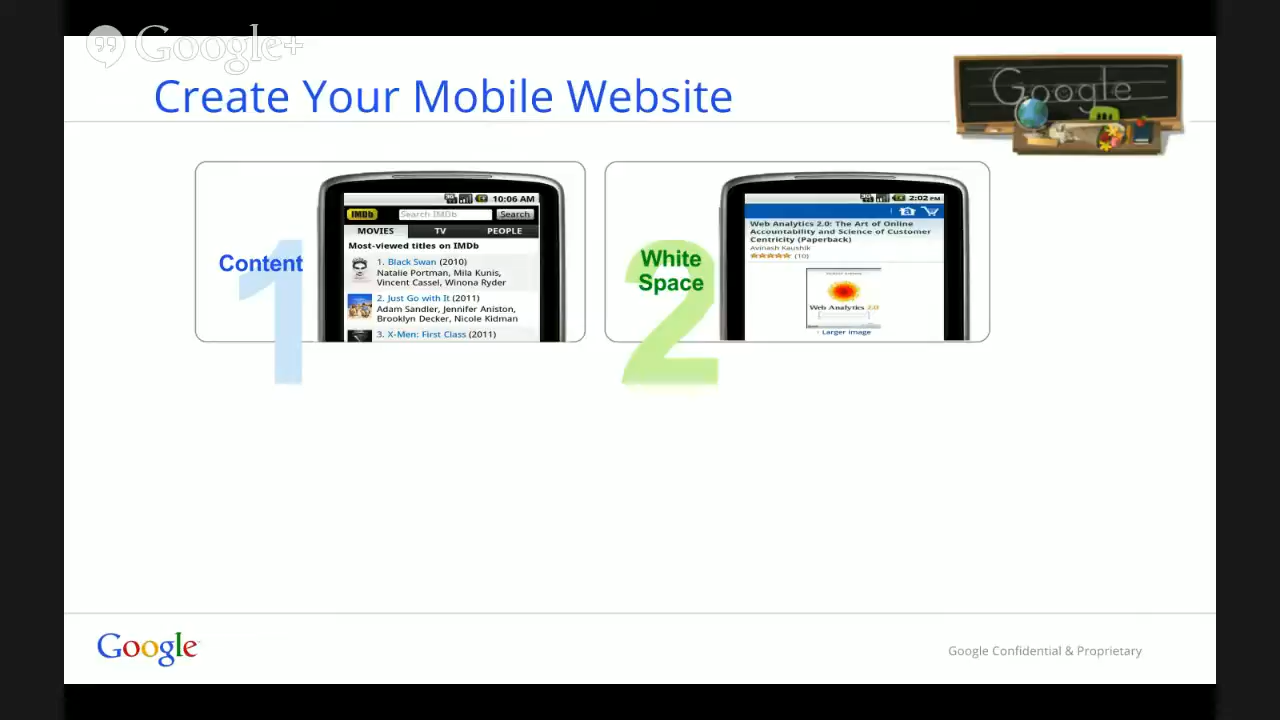 Google+
Create Your Mobile Website
Google
1
Content
10:06 AM
IMDb
Search IMDb
Search
MOVIES
TV
PEOPLE
Most-viewed titles on IMDb
1. Black Swan (2010)
Natalie Portman, Mila Kunis,
Vincent Cassel, Winona Ryder
2. Just Go with It (2011)
Adam Sandler, Jennifer Aniston,
Brooklyn Decker, Nicole Kidman
3. X-Men: First Class (2011)
2
White
Space
2:02 PM
Web Analytics 2.0: The Art of Online
Accountability and Science of Customer
Centricity (Paperback)
Avinash Kaushik
(10)
Web Analytics 2.0
Larger image
Google
Google Confidential & Proprietary